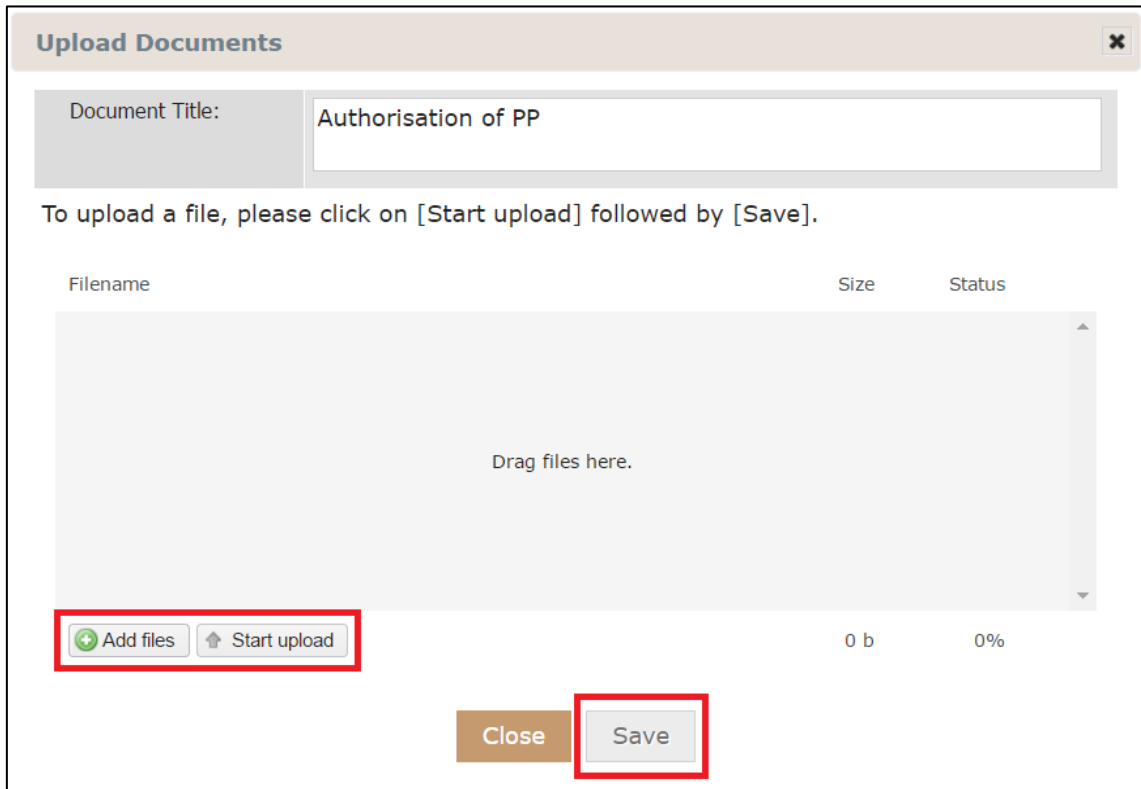 Upload Documents
Document Title:
Authorisation of PP
To upload a file, please click on [Start upload] followed by [Save].
Filename Size Status
Drag files here.
Add files Start upload 0 b 0%
Close Save